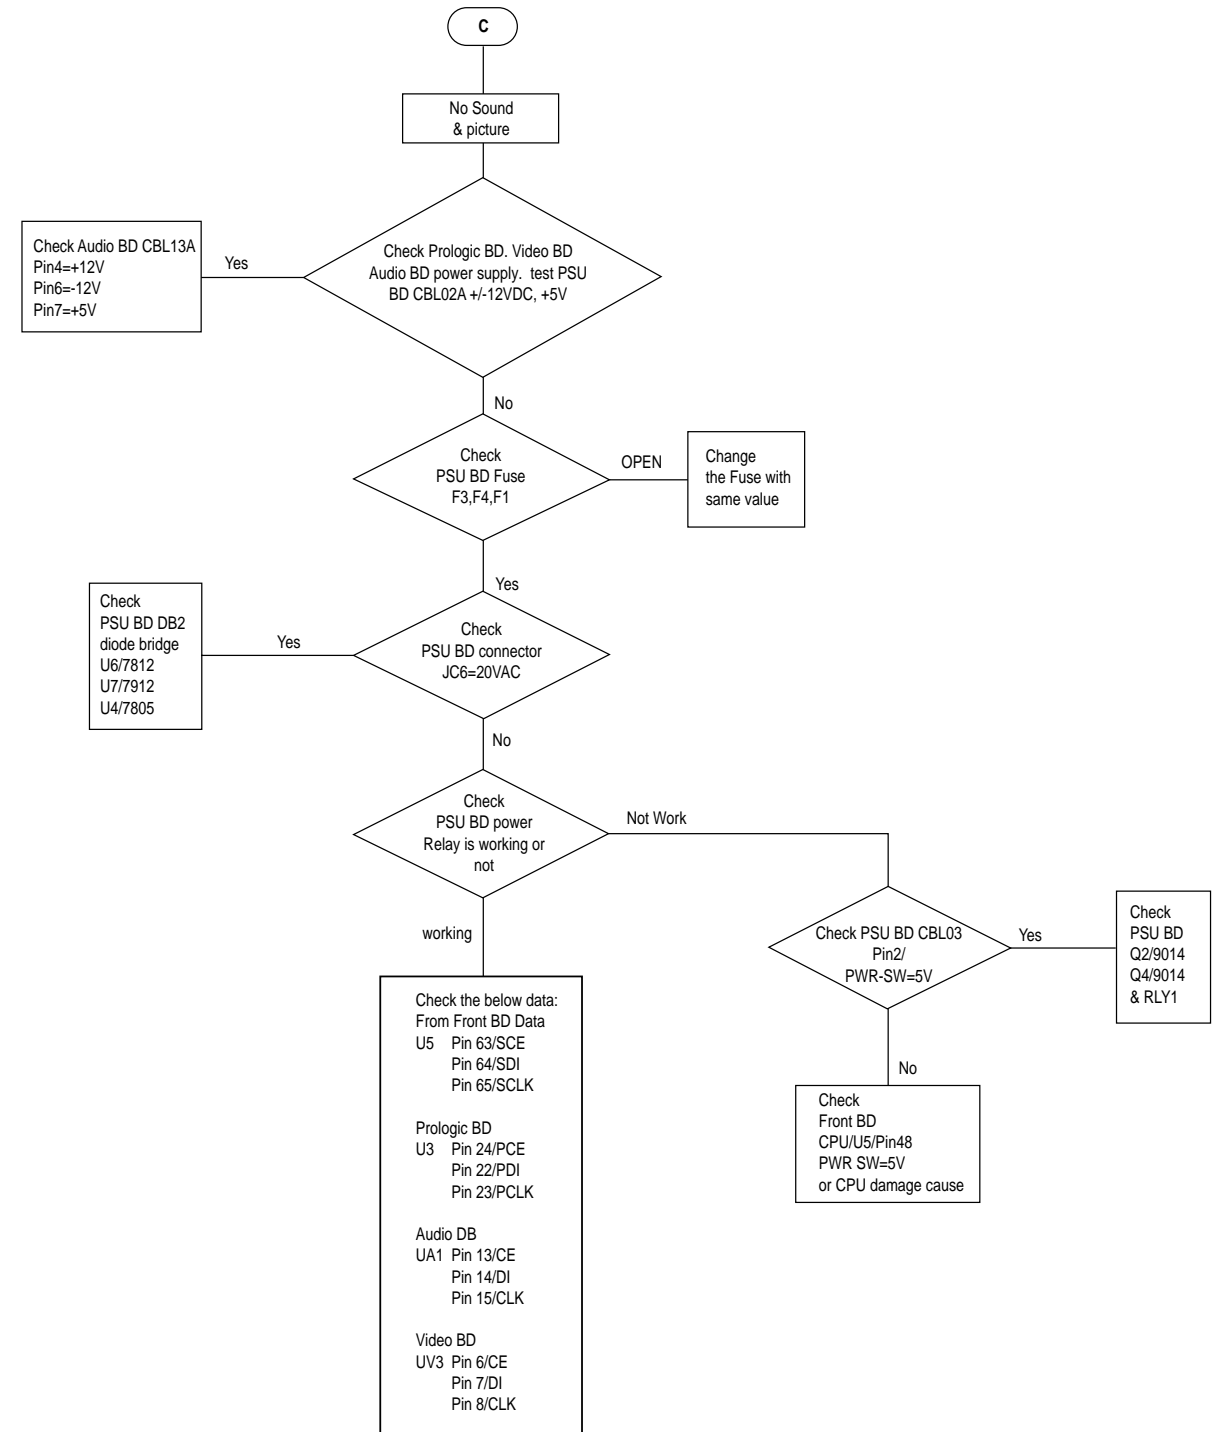 C
No Sound
& picture
Check Prologic BD. Video BD
Audio BD power supply. test PSU
BD CBL02A +/-12VDC, +5V
Yes
Check Audio BD CBL13A
Pin4=+12V
Pin6=-12V
Pin7=+5V
No
Check
PSU BD Fuse
F3,F4,F1
OPEN
Change
the Fuse with
same value
Yes
Check
PSU BD connector
JC6=20VAC
Yes
Check
PSU BD DB2
diode bridge
U6/7812
U7/7912
U4/7805
No
Check
PSU BD power
Relay is working or
not
Not Work
Check PSU BD CBL03
Pin2/
PWR-SW=5V
Yes
Check
PSU BD
Q2/9014
Q4/9014
& RLY1
No
Check
Front BD
CPU/U5/Pin48
PWR SW=5V
or CPU damage cause
working
Check the below data:
From Front BD Data
U5 Pin 63/SCE
Pin 64/SDI
Pin 65/SCLK
Prologic BD
U3 Pin 24/PCE
Pin 22/PDI
Pin 23/PCLK
Audio DB
UA1 Pin 13/CE
Pin 14/DI
Pin 15/CLK
Video BD
UV3 Pin 6/CE
Pin 7/DI
Pin 8/CLK